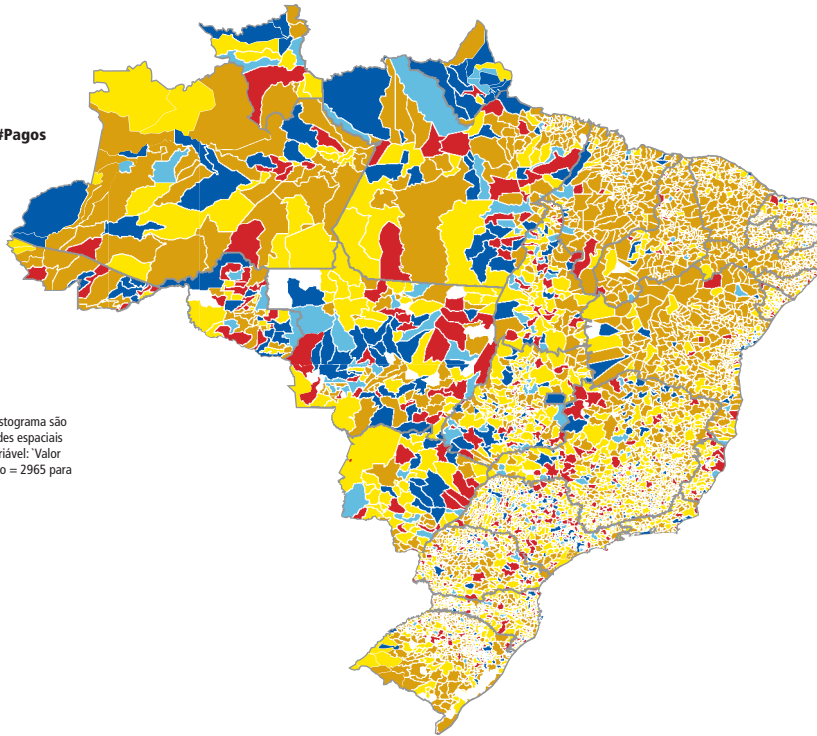 #Pagos
stograma são
des espaciais
riável: `Valor
o = 2965 para